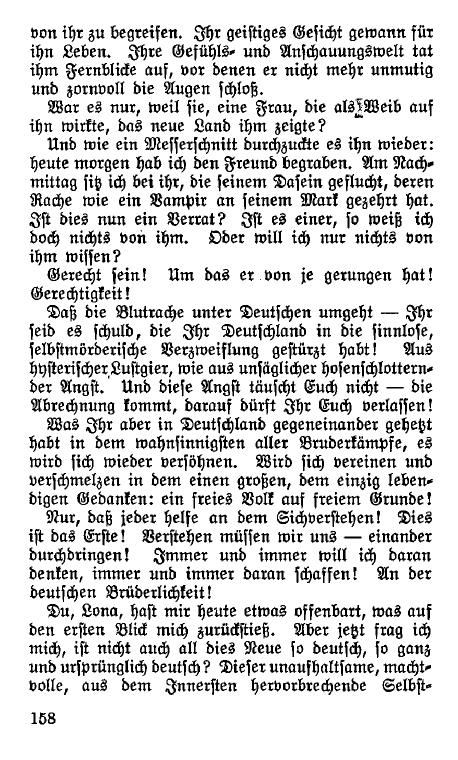 von ihr zu begreifen. Ihr geistiges Gesicht gewann für
ihn Leben. Ihre Gefühls- und Anschauungswelt tat
ihm Fernblicke auf, vor denen er nicht mehr unmutig
und zornvoll die Augen schloß.
War es nur, weil sie, eine Frau, die als Weib auf
ihn wirkte, das neue Land ihm zeigte?
Und wie ein Messerschnitt durchzuckte es ihn wieder:
heute morgen hab ich den Freund begraben. Am Nach-
mittag sitz ich bei ihr, die seinem Dasein geflucht, deren
Rache wie ein Vampir an seinem Mark gezehrt hat.
Ist dies nun ein Verrat? Ist es einer, so weiß ich
doch nichts von ihm. Oder will ich nur nichts von
ihm wissen?
Gerecht sein! Um das er von je gerungen hat!
Gerechtigkeit!
Daß die Blutrache unter Deutschen umgeht — Ihr
seid es schuld, die Ihr Deutschland in die sinnlose,
selbstmörderische Verzweiflung gestürzt habt! Aus
hysterischer Lustgier, wie aus unsäglicher hosenschlottern-
der Angst. Und diese Angst täuscht Euch nicht — die
Abrechnung kommt, darauf dürft Ihr Euch verlassen!
Was Ihr aber in Deutschland gegeneinander gehetzt
habt in dem wahnsinnigsten aller Bruderkämpfe, es
wird sich wieder versöhnen. Wird sich vereinen und
verschmelzen in dem einen großen, dem einzig leben-
digen Gedanken: ein freies Volk auf freiem Grunde!
Nur, daß jeder helfe an dem Sichverstehen! Dies
ist das Erste! Verstehen müssen wir uns — einander
durchdringen! Immer und immer will ich daran
denken, immer und immer daran schaffen! An der
deutschen Brüderlichkeit!
Du, Lona, hast mir heute etwas offenbart, was auf
den ersten Blick mich zurückstieß. Aber jetzt frag ich
mich, ist nicht auch all dies Neue so deutsch, so ganz
und ursprünglich deutsch? Dieser unaufhaltsame, macht-
volle, aus dem Innersten hervorbrechende Selbst-
158